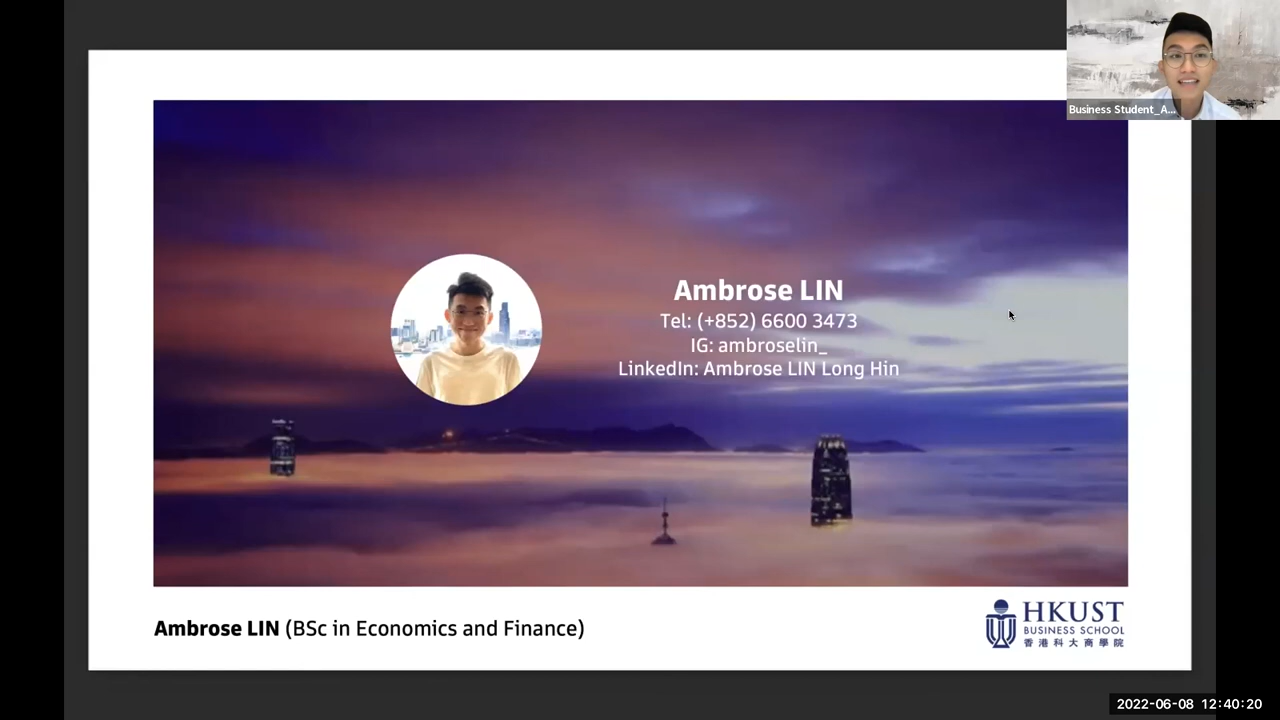 Business Student_A...
Ambrose LIN
Tel: (+852) 6600 3473
IG: ambroselin_
LinkedIn: Ambrose LIN Long Hin
Ambrose LIN (BSc in Economics and Finance)
HKUST
BUSINESS SCHOOL
香港科大商學院
2022-06-08 12:40:20